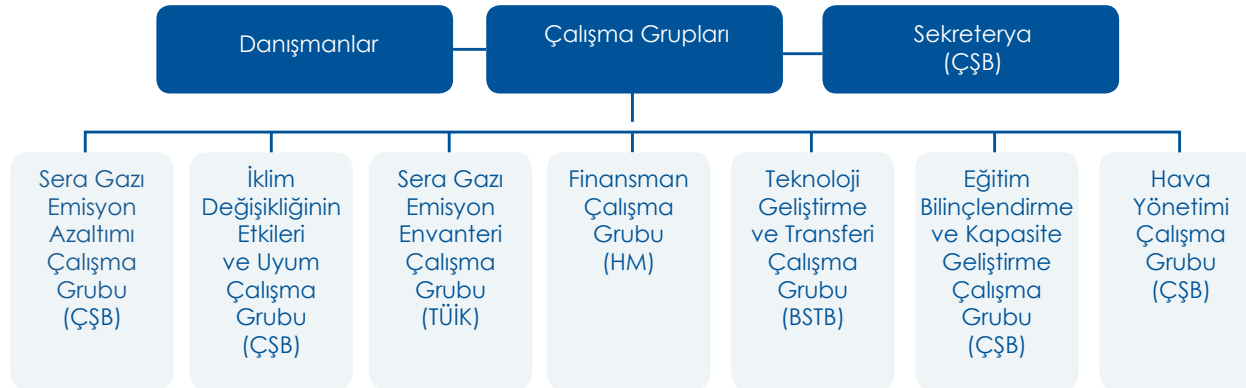 Danışmanlar
Çalışma Grupları
Sekreterya
(ÇŞB)
Sera Gazı
Emisyon
Azaltımı
Çalışma
Grubu
(ÇŞB)
İklim
Değişikliğinin
Etkileri
ve Uyum
Çalışma
Grubu
(ÇŞB)
Sera Gazı
Emisyon
Envanteri
Çalışma
Grubu
(TÜİK)
Finansman
Çalışma
Grubu
(HM)
Teknoloji
Geliştirme
ve Transferi
Çalışma
Grubu
(BSTB)
Eğitim
Bilinçlendirme
ve Kapasite
Geliştirme
Çalışma
Grubu
(ÇŞB)
Hava
Yönetimi
Çalışma
Grubu
(ÇŞB)